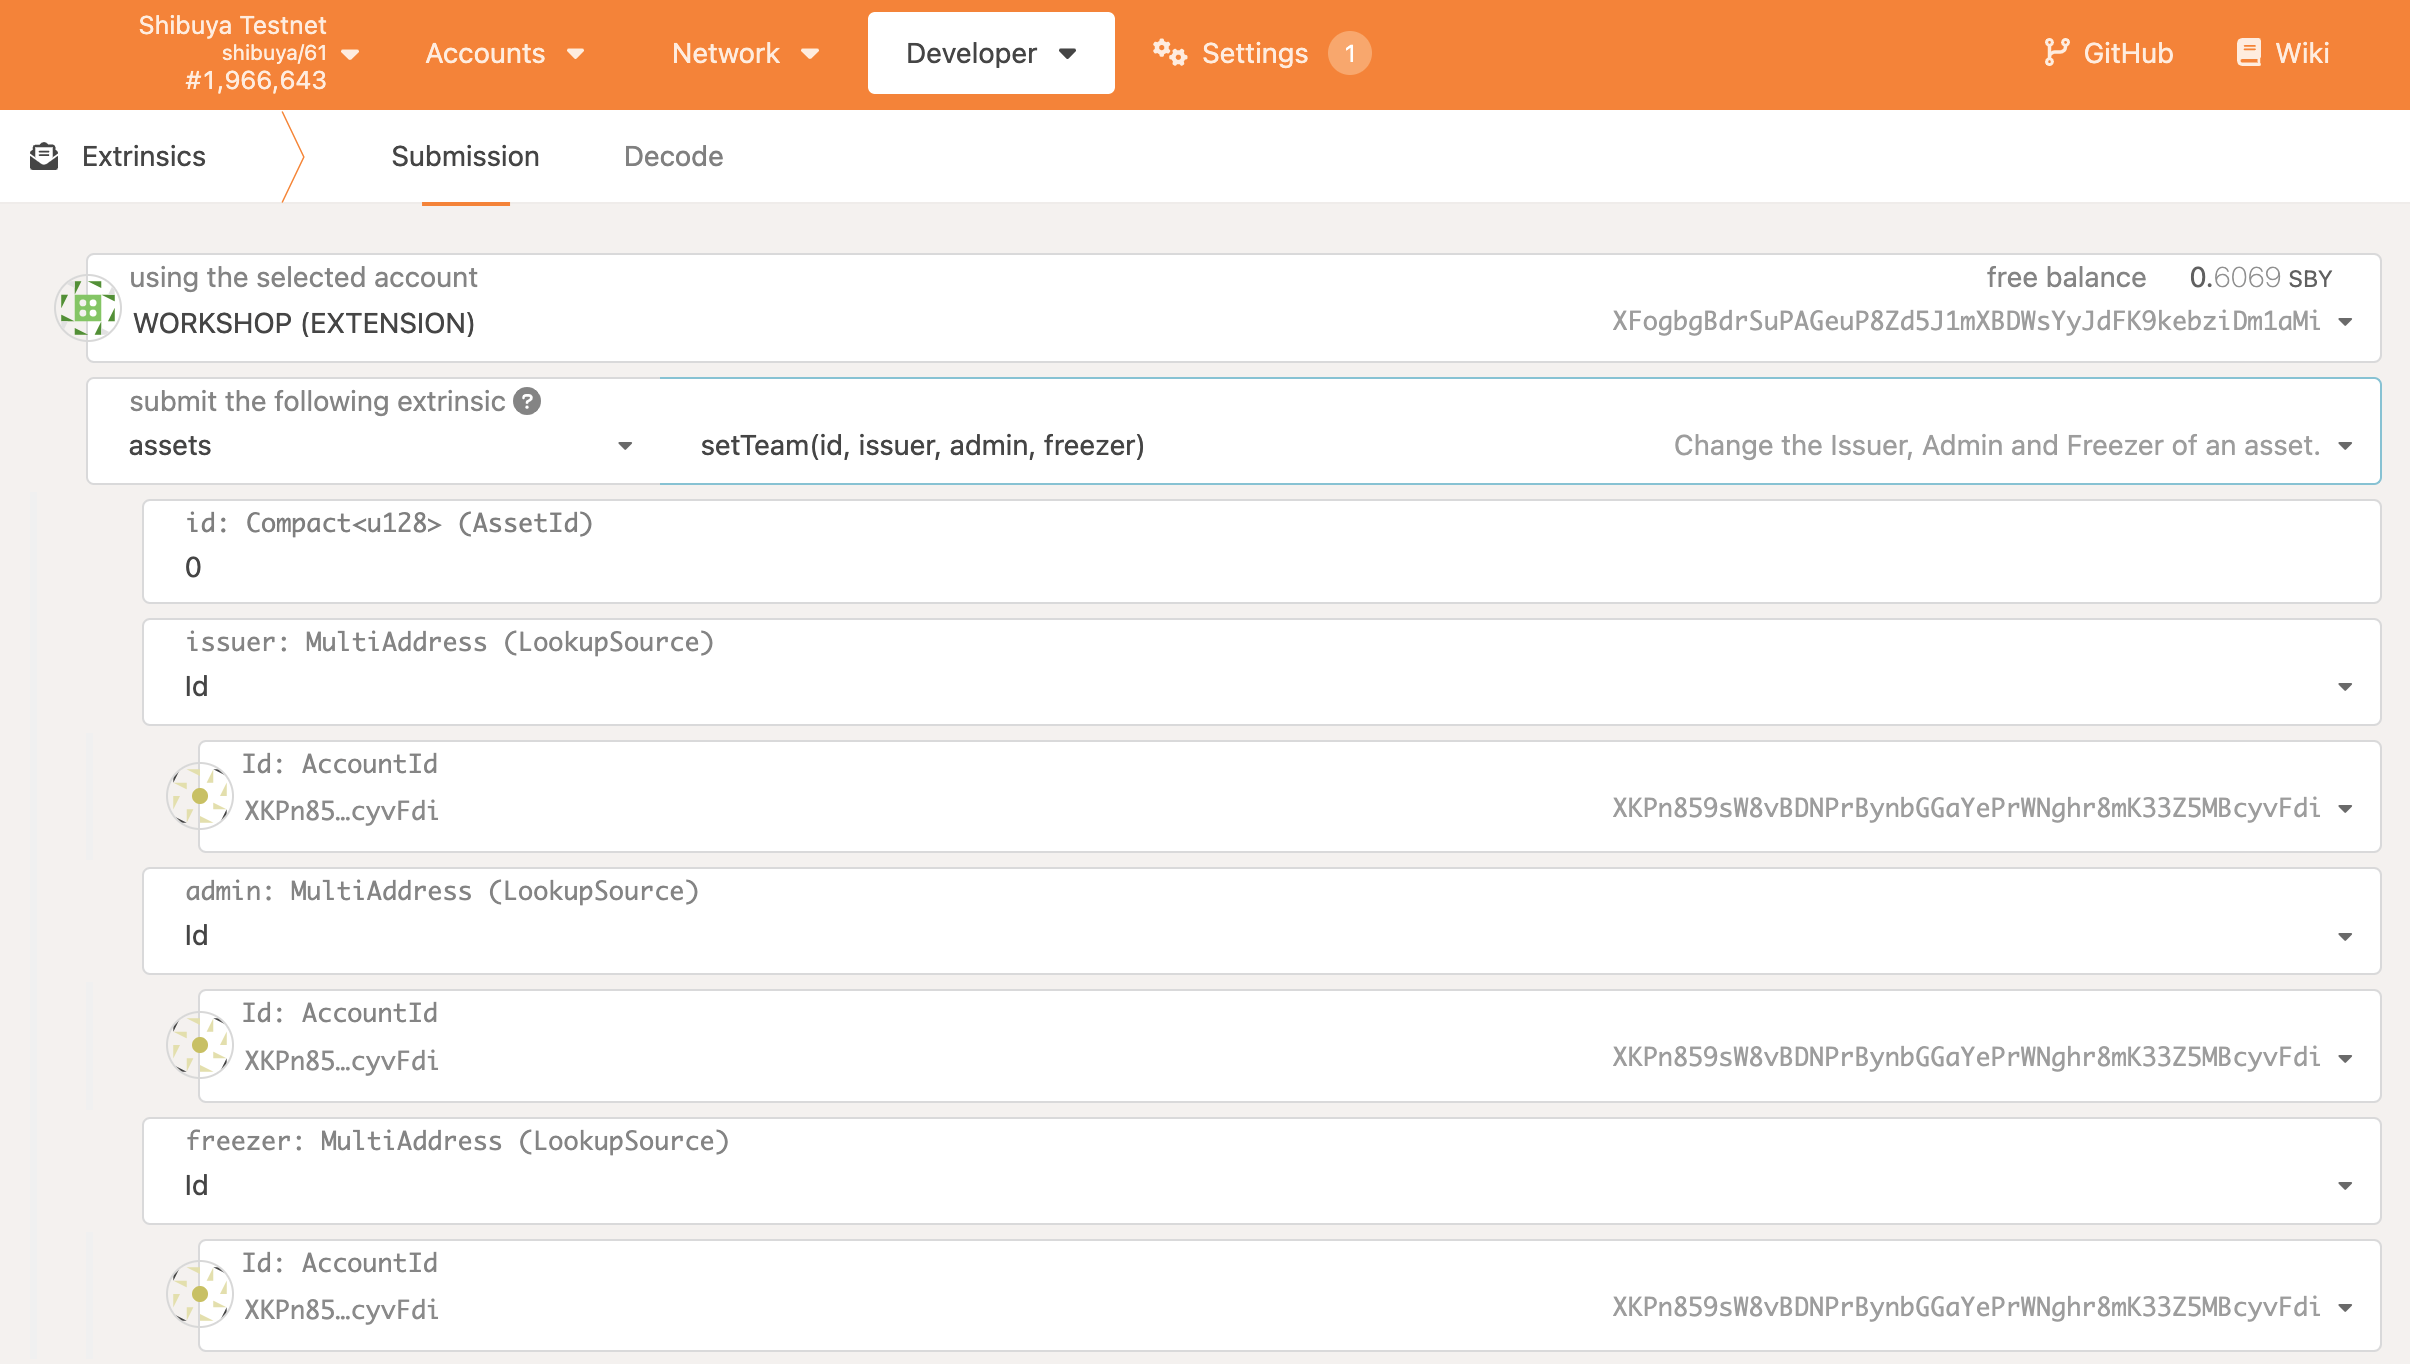 Shibuya Testnet
shibuya/61
#1,966,643
Accounts
Network
Developer
Settings
1
GitHub
Wiki
Extrinsics
Submission
Decode
using the selected account
free balance 0.6069 SBY
WORKSHOP (EXTENSION)
XFogbgBdrSuPAGeuP8Zd5J1mXBDWsYyJdFK9kebziDm1aMi
submit the following extrinsic ?
assets
setTeam(id, issuer, admin, freezer)
Change the Issuer, Admin and Freezer of an asset.
id: Compact<u128> (AssetId)
0
issuer: MultiAddress (LookupSource)
Id
Id: AccountId
XKPn85…cyvFdi
XKPn859sW8vBDNPrBynbGGaYePrWNghr8mK33Z5MBcyvFdi
admin: MultiAddress (LookupSource)
Id
Id: AccountId
XKPn85…cyvFdi
XKPn859sW8vBDNPrBynbGGaYePrWNghr8mK33Z5MBcyvFdi
freezer: MultiAddress (LookupSource)
Id
Id: AccountId
XKPn85…cyvFdi
XKPn859sW8vBDNPrBynbGGaYePrWNghr8mK33Z5MBcyvFdi